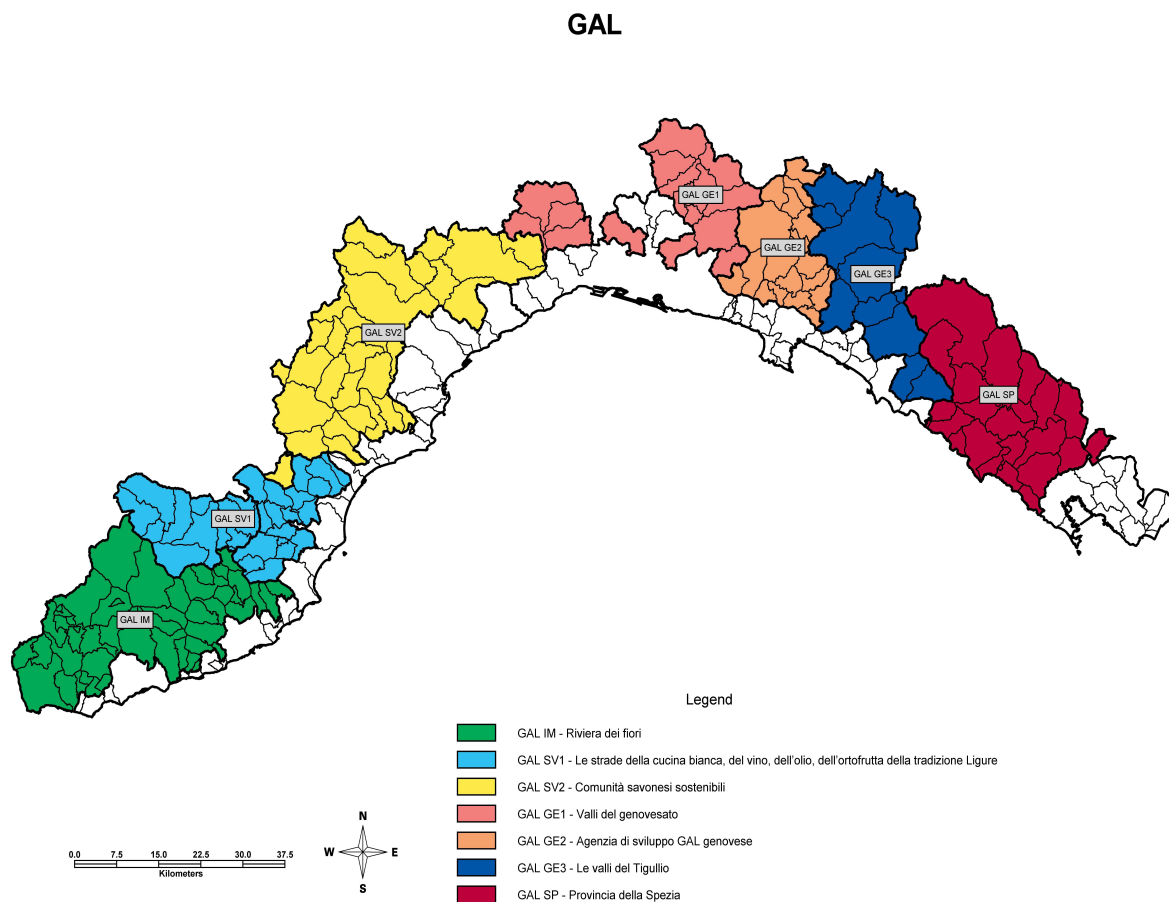 GAL
GAL GE1
GAL GE2
GAL GE3
GAL SV2
GAL SP
GAL SV1
GAL IM
Legend
GAL IM - Riviera dei fiori
GAL SV1 - Le strade della cucina bianca, del vino, dell'olio, dell'ortofrutta della tradizione Ligure
GAL SV2 - Comunità savonesi sostenibili
GAL GE1 - Valli del genovesato
GAL GE2 - Agenzia di sviluppo GAL genovese
GAL GE3 - Le valli del Tigullio
GAL SP - Provincia della Spezia
N
W E
S
0.0 7.5 15.0 22.5 30.0 37.5
Kilometers